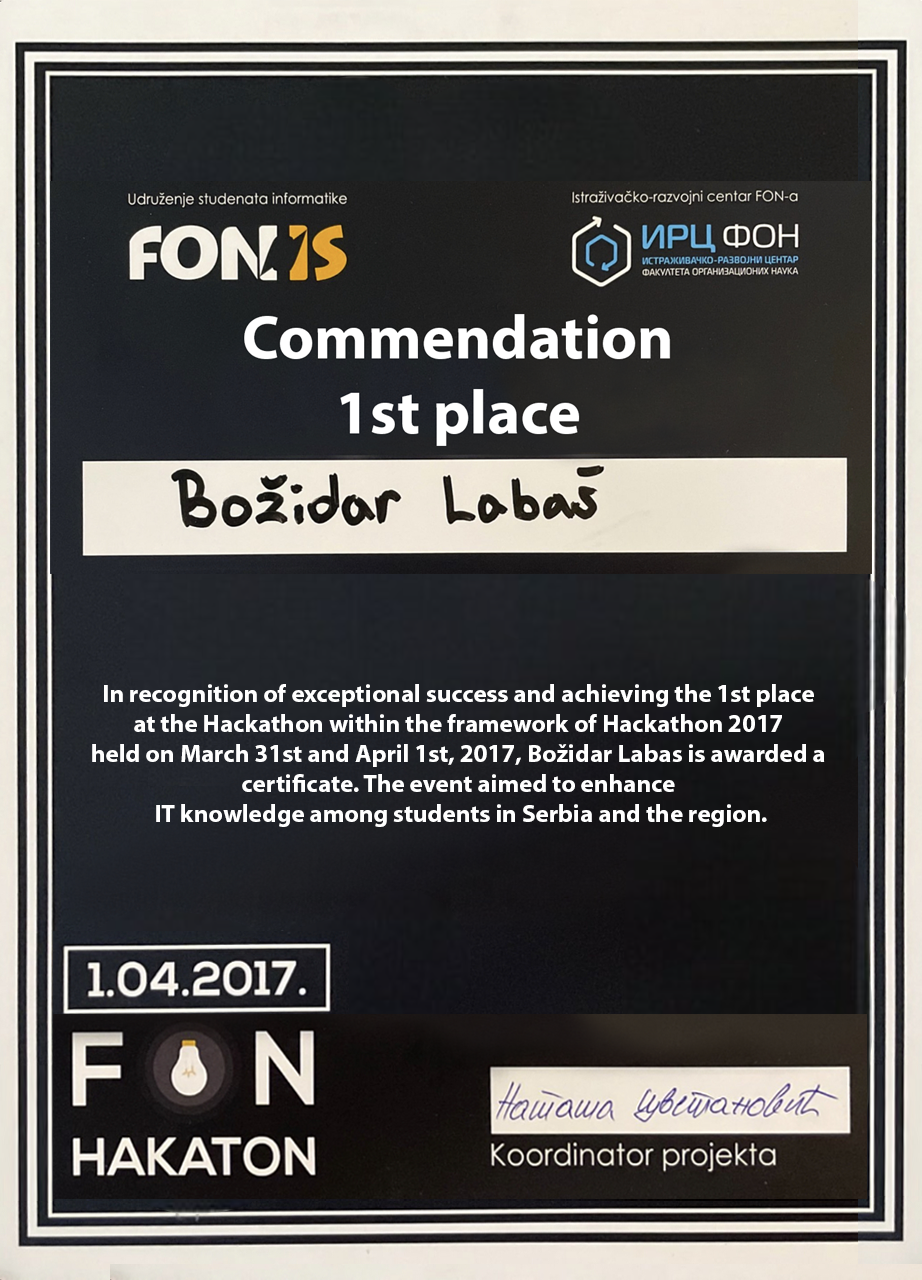 Udruženje studenata informatike
FONIS
Istraživačko-razvojni centar FON-a
ИРЦ ФОН
ИСТРАЖИВАЧКО-РАЗВОЈНИ ЦЕНТАР
ФАКУЛТЕТА ОРГАНИЗАЦИОНИХ НАУКА
Commendation
1st place
Božidar Labaš
In recognition of exceptional success and achieving the 1st place
at the Hackathon within the framework of Hackathon 2017
held on March 31st and April 1st, 2017, Božidar Labas is awarded a
certificate. The event aimed to enhance
IT knowledge among students in Serbia and the region.
1.04.2017.
FON
HAKATON
Наташа Цветановић
Koordinator projekta